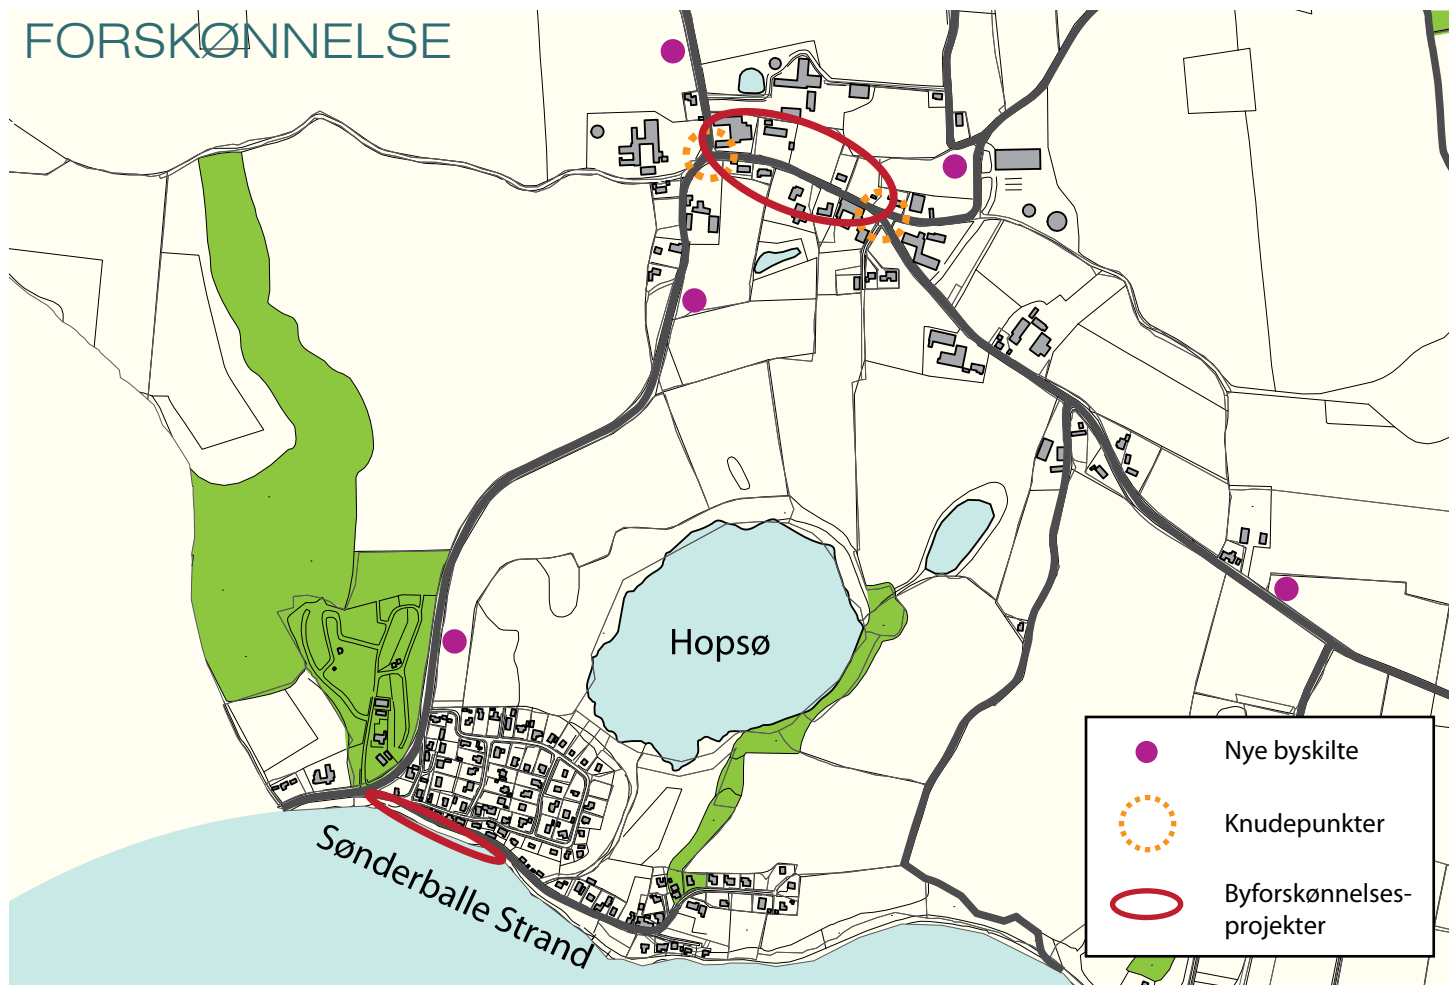 FORSKØNNELSE
Hopsø
Sønderballe Strand
Nye byskilte
Knudepunkter
Byforskønnelses-
projekter